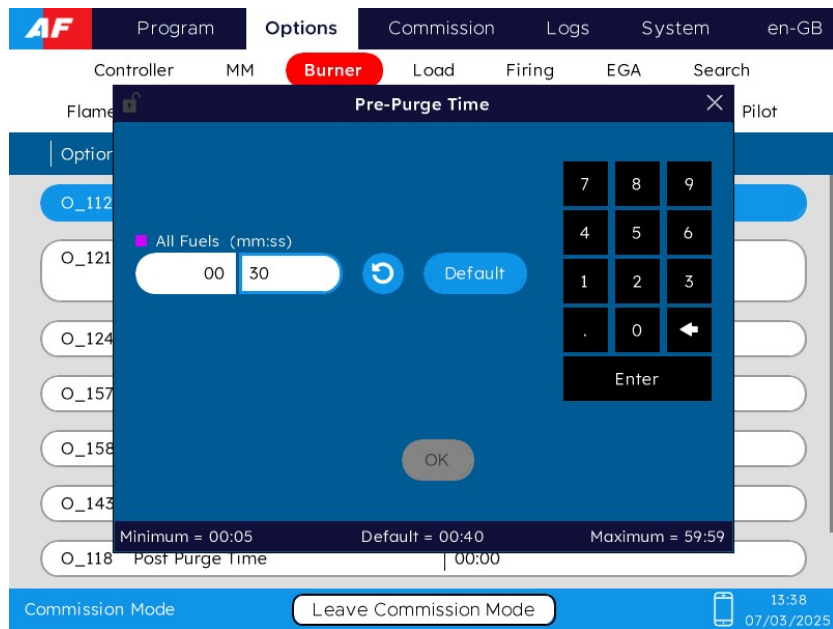 AF Program Options Commission Logs System en-GB
Controller MM Burner Load Firing EGA Search
Pre-Purge Time
Pilot
O_112
7 8 9
All Fuels (mm:ss)
4 5 6
O_121
00 30 Default
1 2 3
O_124
. 0
Enter
O_157
O_158
OK
O_143
Minimum = 00:05 Default = 00:40 Maximum = 59:59
O_118 Post Purge Time 00:00
Commission Mode Leave Commission Mode 13:38
07/03/2025